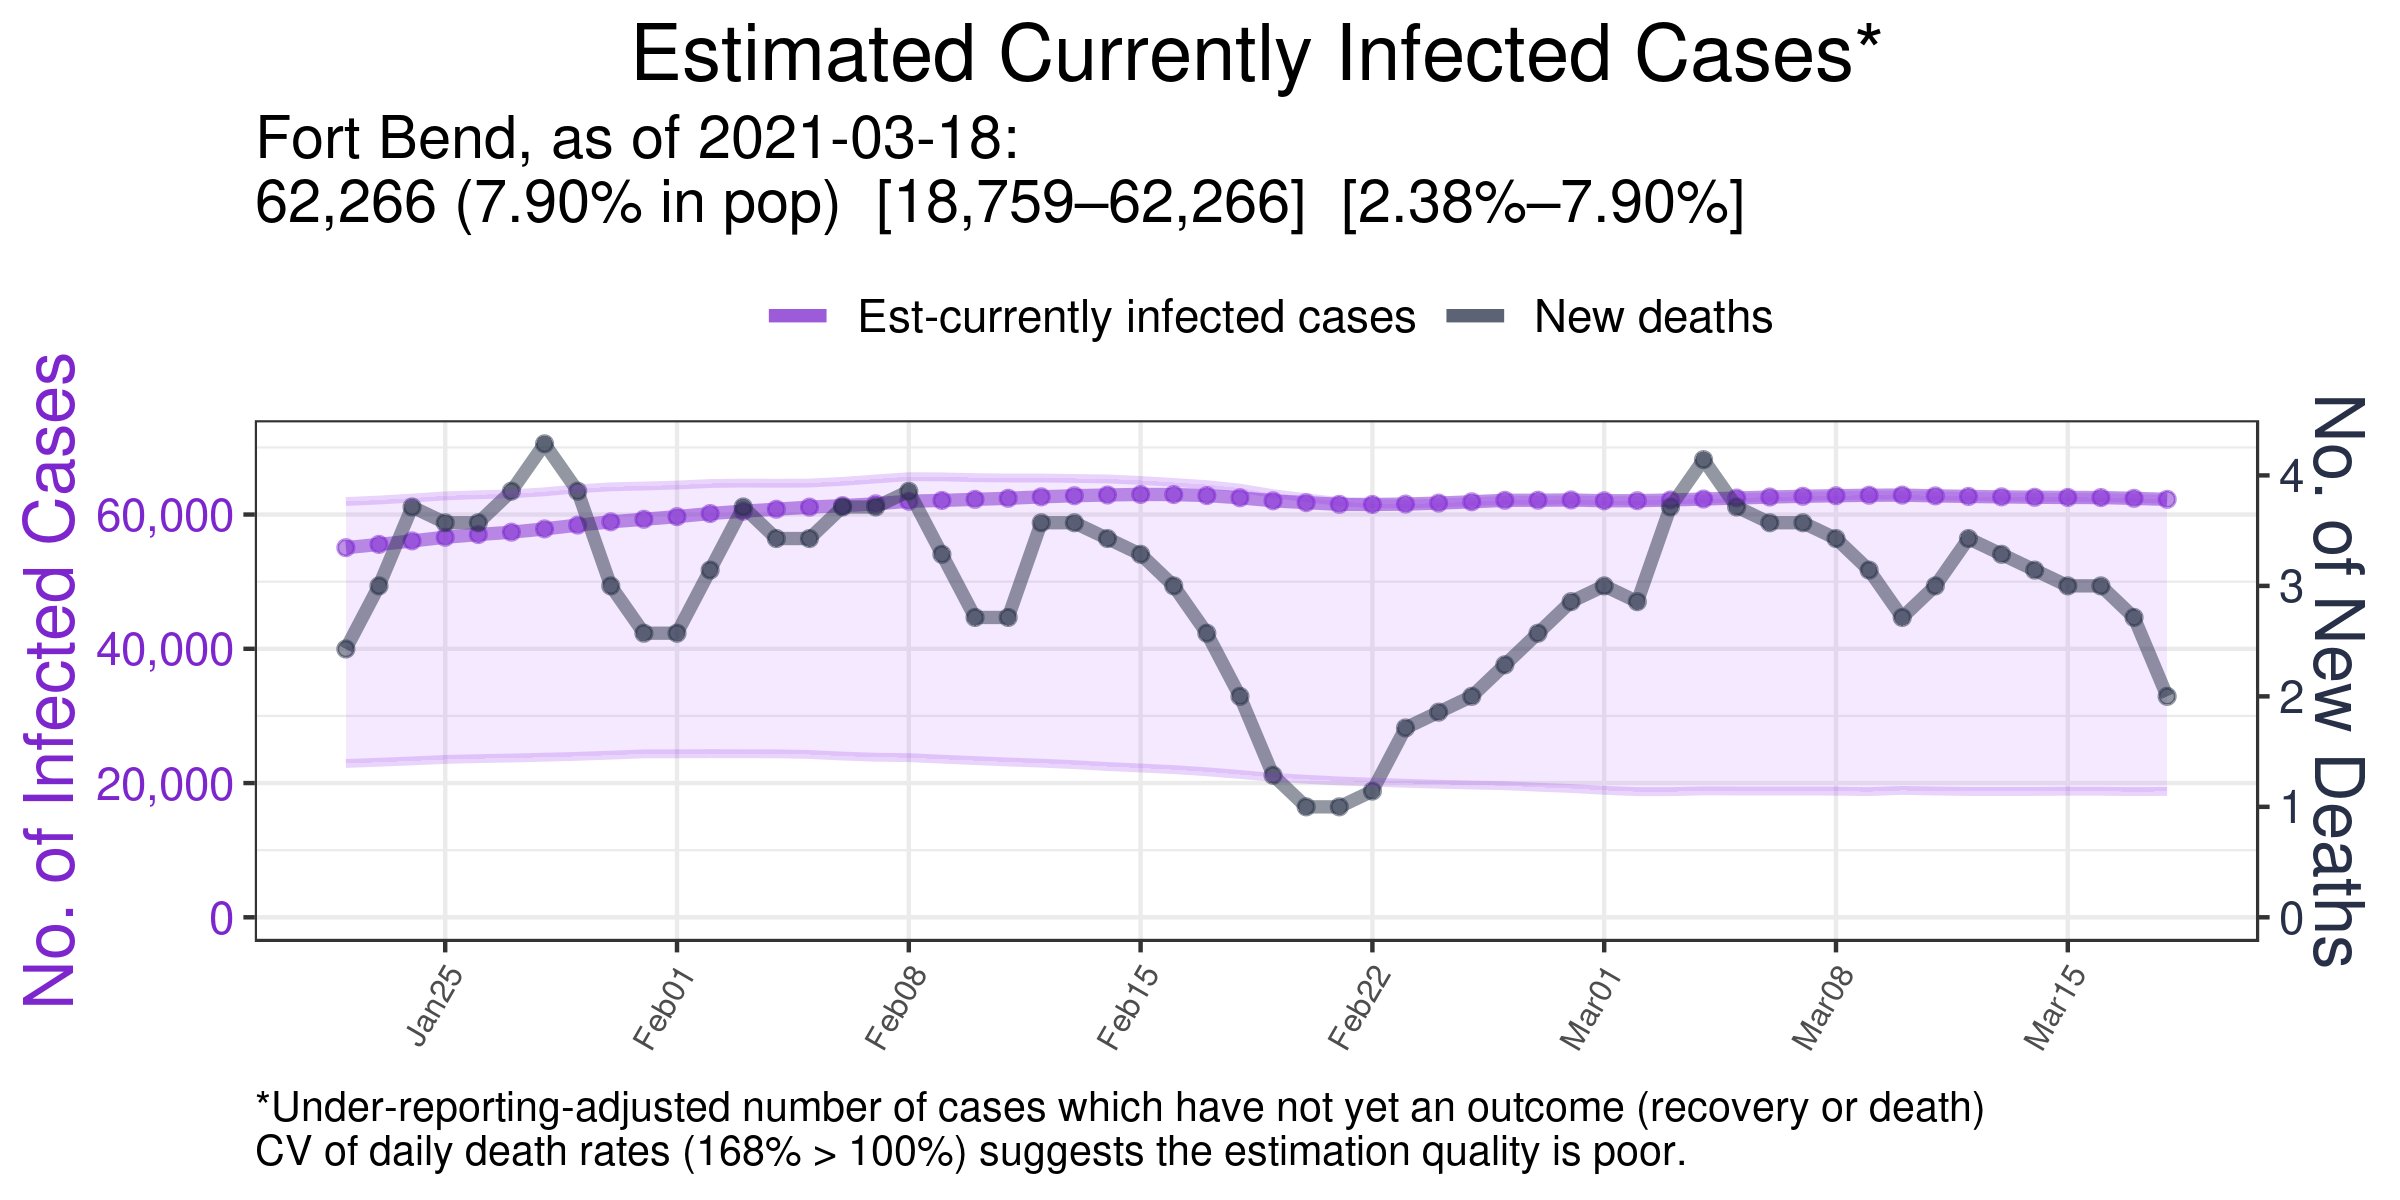 Estimated Currently Infected Cases*
Fort Bend, as of 2021-03-18:
62,266 (7.90% in pop)  [18,759–62,266]  [2.38%–7.90%]
Est-currently infected cases
New deaths
No. of Infected Cases
60,000
40,000
20,000
0
4
3
2
1
0
No. of New Deaths
Jan25
Feb01
Feb08
Feb15
Feb22
Mar01
Mar08
Mar15
*Under-reporting-adjusted number of cases which have not yet an outcome (recovery or death)
CV of daily death rates (168% > 100%) suggests the estimation quality is poor.